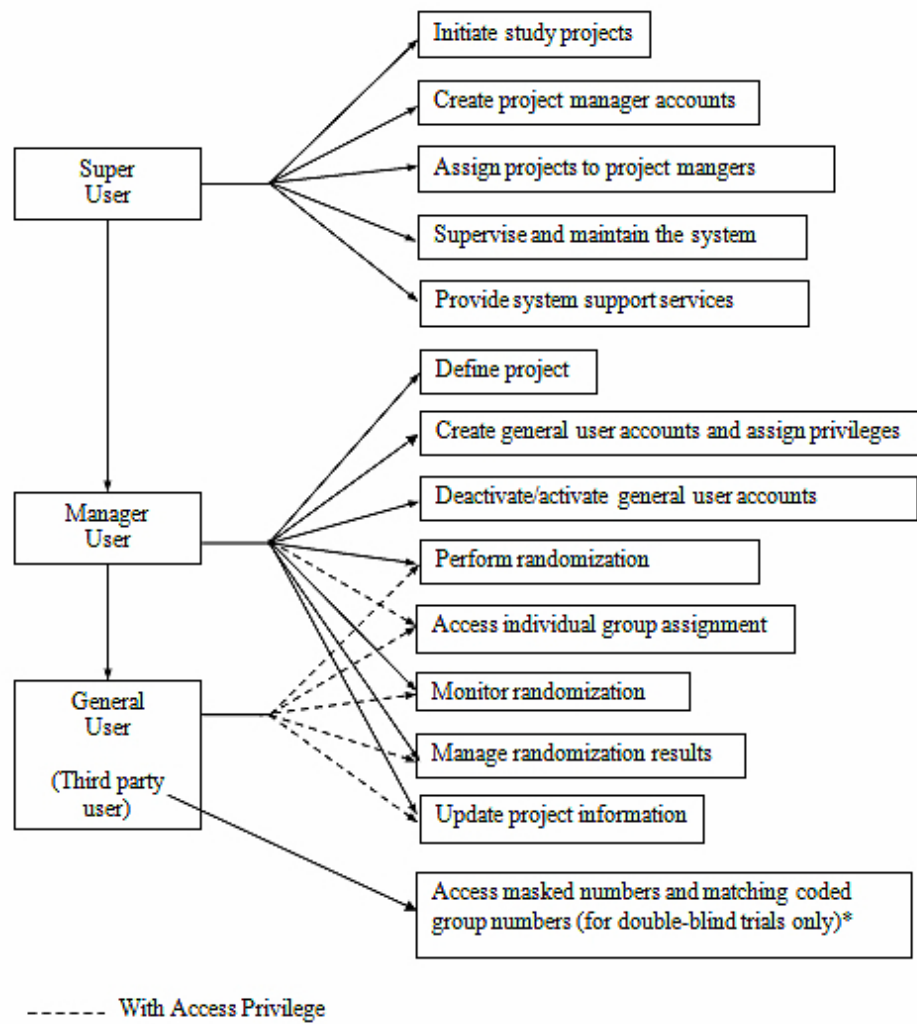 Initiate study projects
Create project manager accounts
Super
User
Assign projects to project mangers
Supervise and maintain the system
Provide system support services
Define project
Create general user accounts and assign privileges
Deactivate/activate general user accounts
Manager
User
Perform randomization
Access individual group assignment
Monitor randomization
General
User
(Third party
user)
Manage randomization results
Update project information
Access masked numbers and matching coded
group numbers (for double-blind trials only)*
With Access Privilege